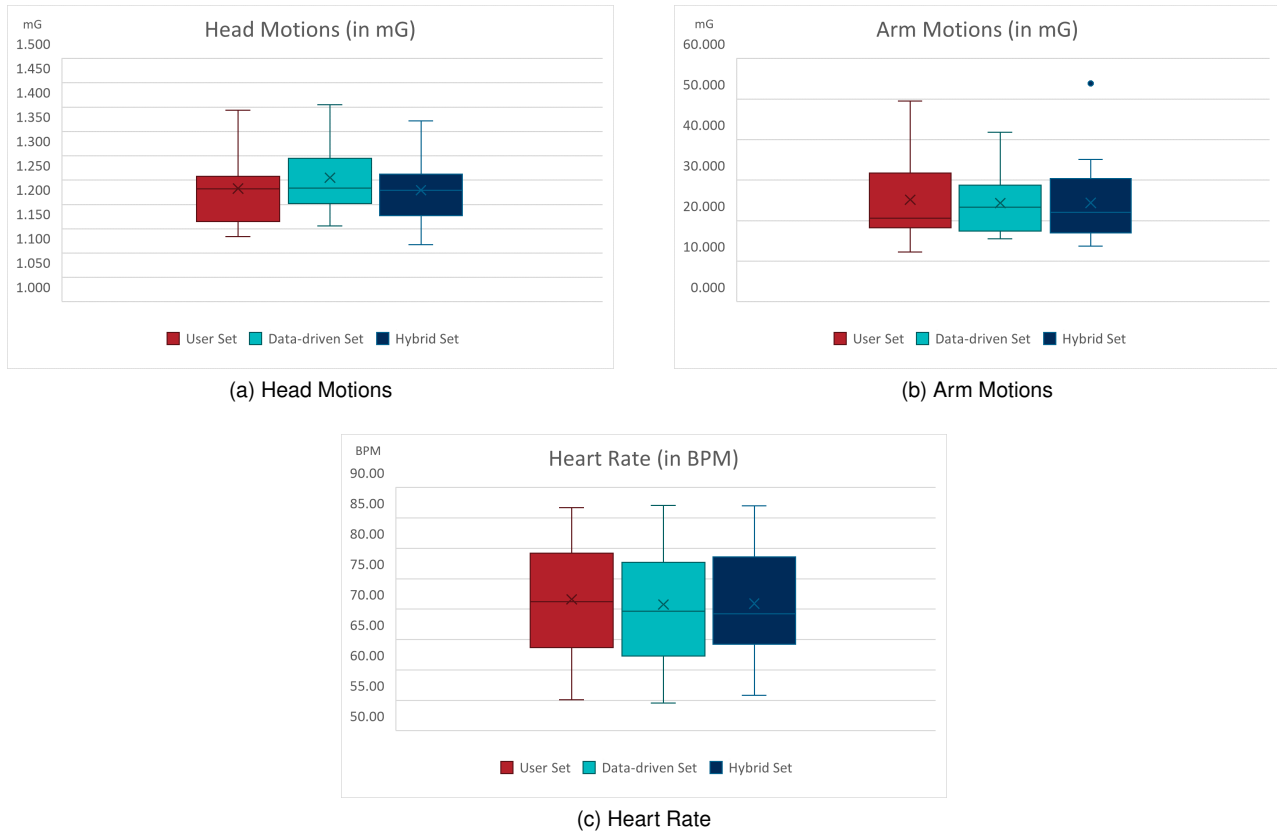 mG
Head Motions (in mG)
1.500
1.450
1.400
1.350
1.300
1.250
1.200
1.150
1.100
1.050
1.000
User Set Data-driven Set Hybrid Set
(a) Head Motions
mG
Arm Motions (in mG)
60.000
50.000
40.000
30.000
20.000
10.000
0.000
User Set Data-driven Set Hybrid Set
(b) Arm Motions
BPM
Heart Rate (in BPM)
90.00
85.00
80.00
75.00
70.00
65.00
60.00
55.00
50.00
User Set Data-driven Set Hybrid Set
(c) Heart Rate